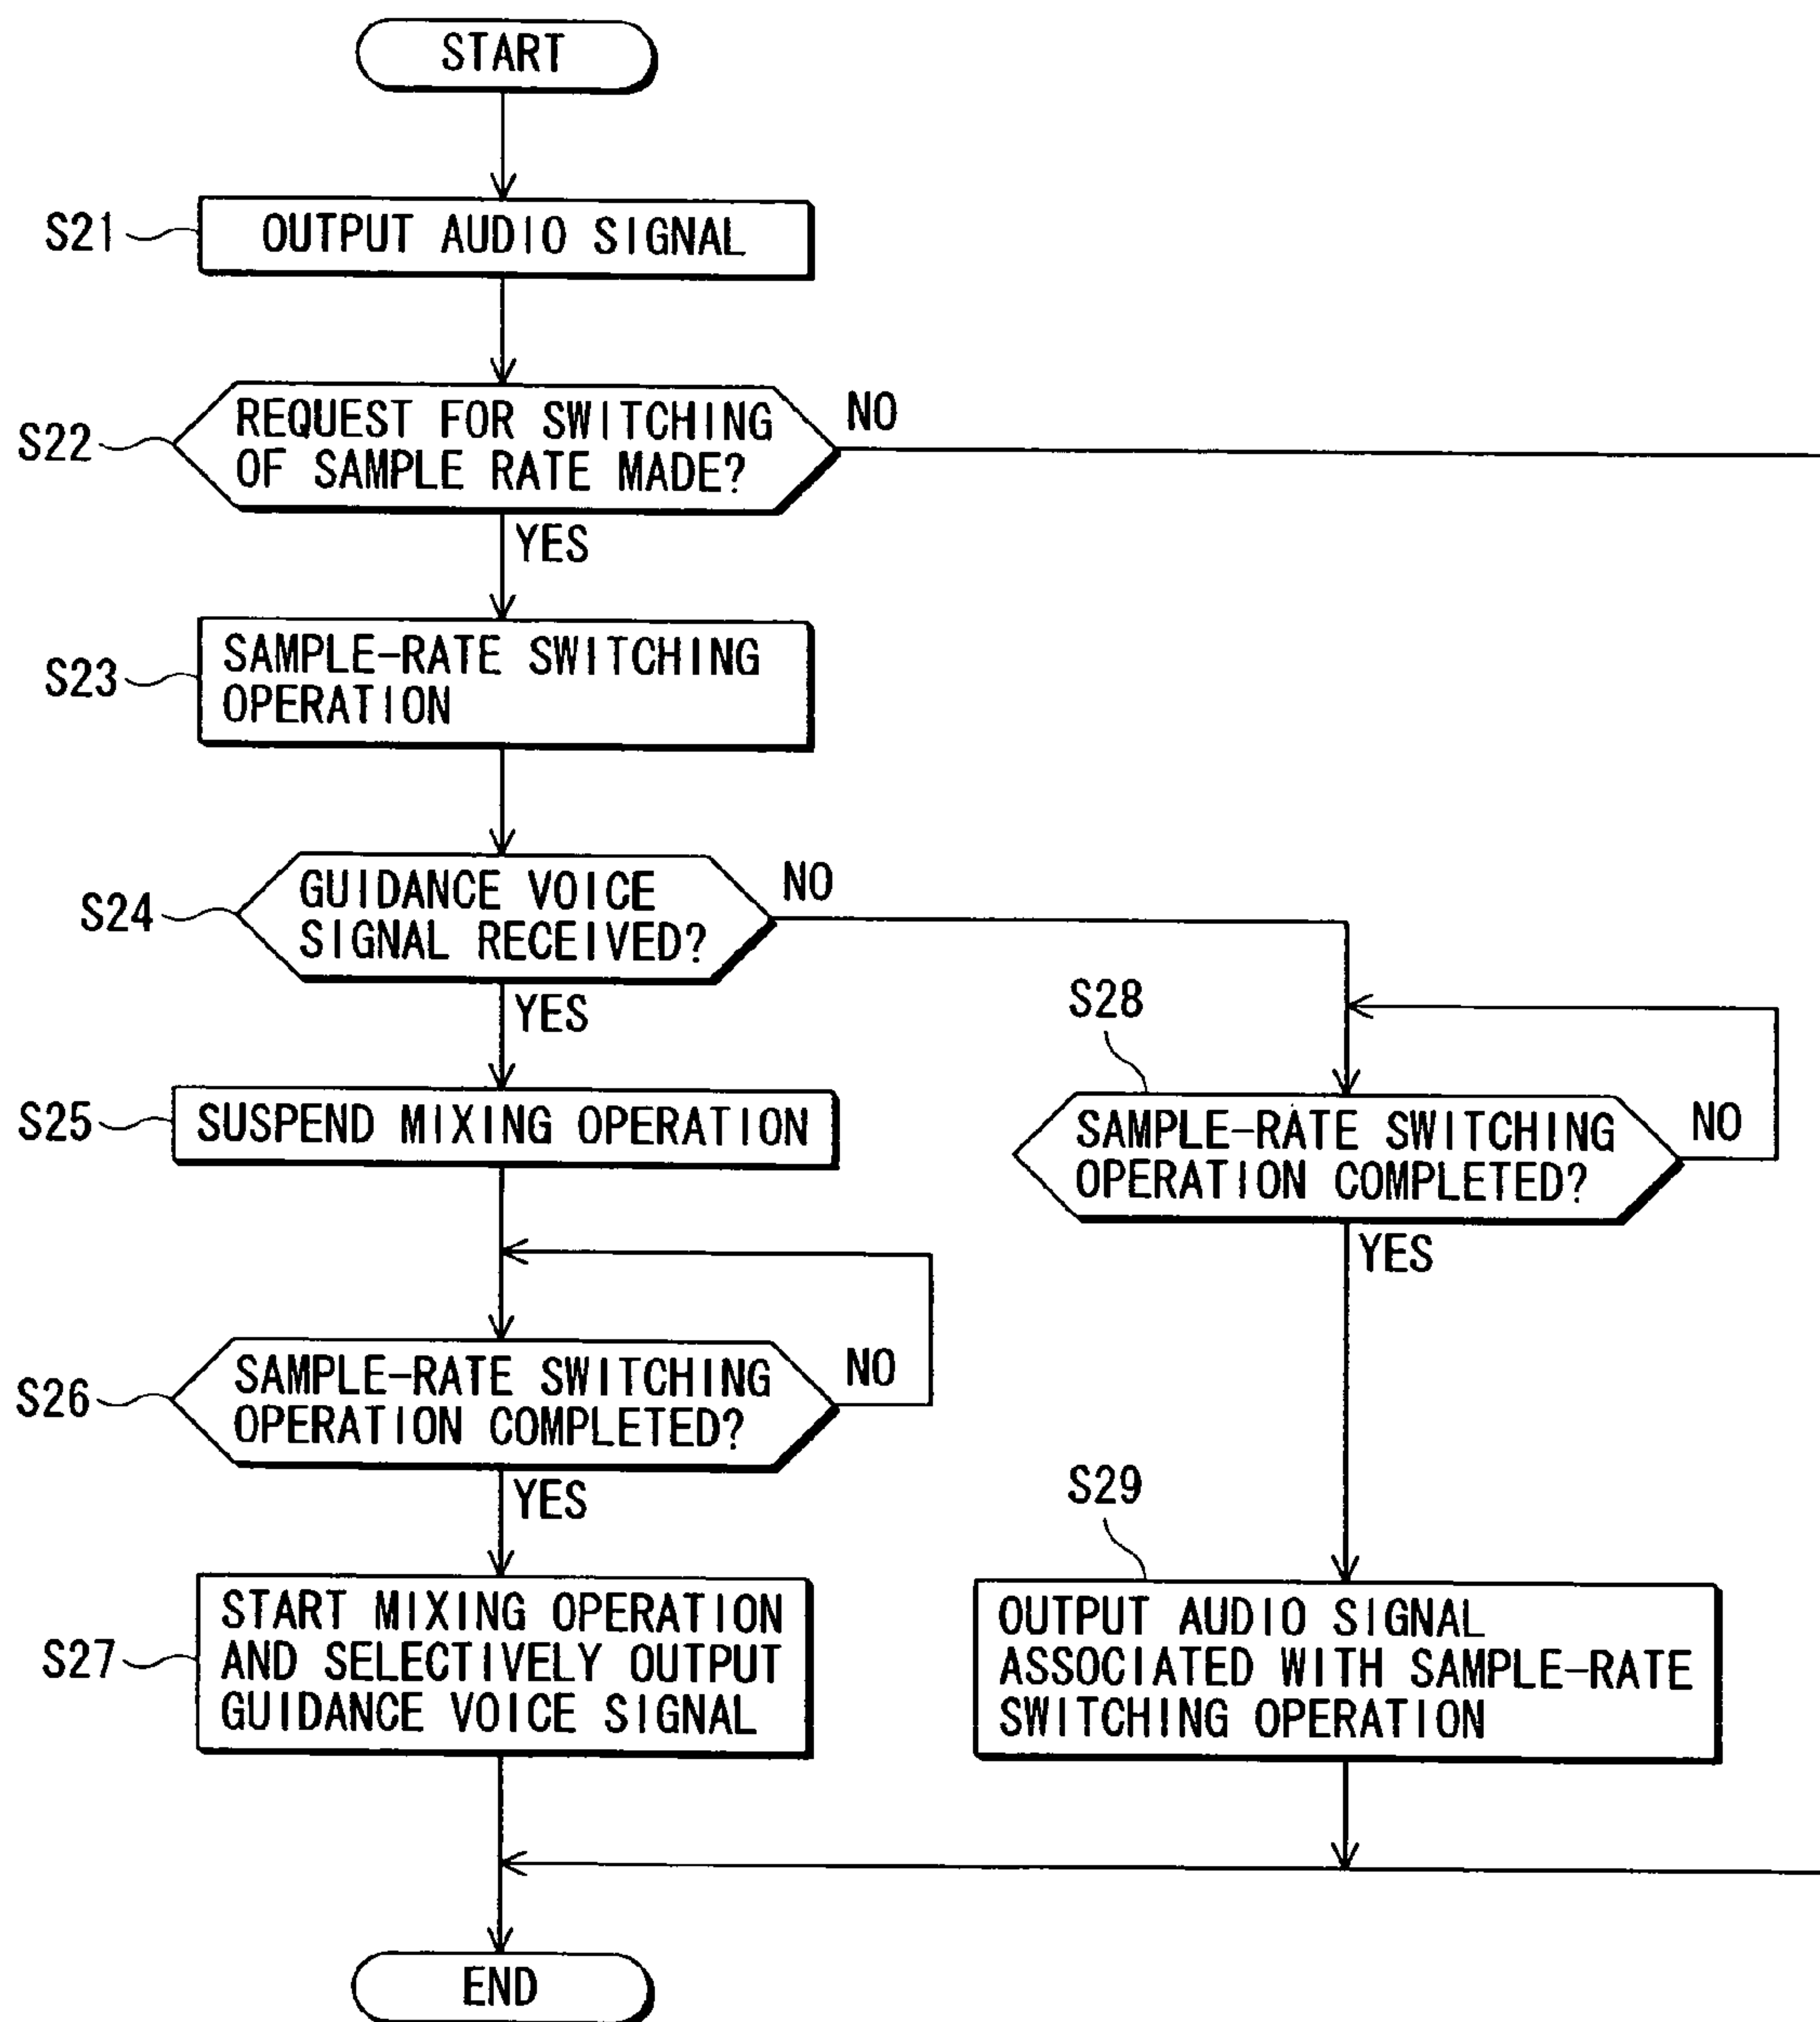 START
S21
OUTPUT AUDIO SIGNAL
S22
REQUEST FOR SWITCHING
OF SAMPLE RATE MADE?
NO
YES
S23
SAMPLE-RATE SWITCHING
OPERATION
S24
GUIDANCE VOICE
SIGNAL RECEIVED?
NO
YES
S25
SUSPEND MIXING OPERATION
S26
SAMPLE-RATE SWITCHING
OPERATION COMPLETED?
NO
YES
S27
START MIXING OPERATION
AND SELECTIVELY OUTPUT
GUIDANCE VOICE SIGNAL
S28
SAMPLE-RATE SWITCHING
OPERATION COMPLETED?
NO
YES
S29
OUTPUT AUDIO SIGNAL
ASSOCIATED WITH SAMPLE-RATE
SWITCHING OPERATION
END